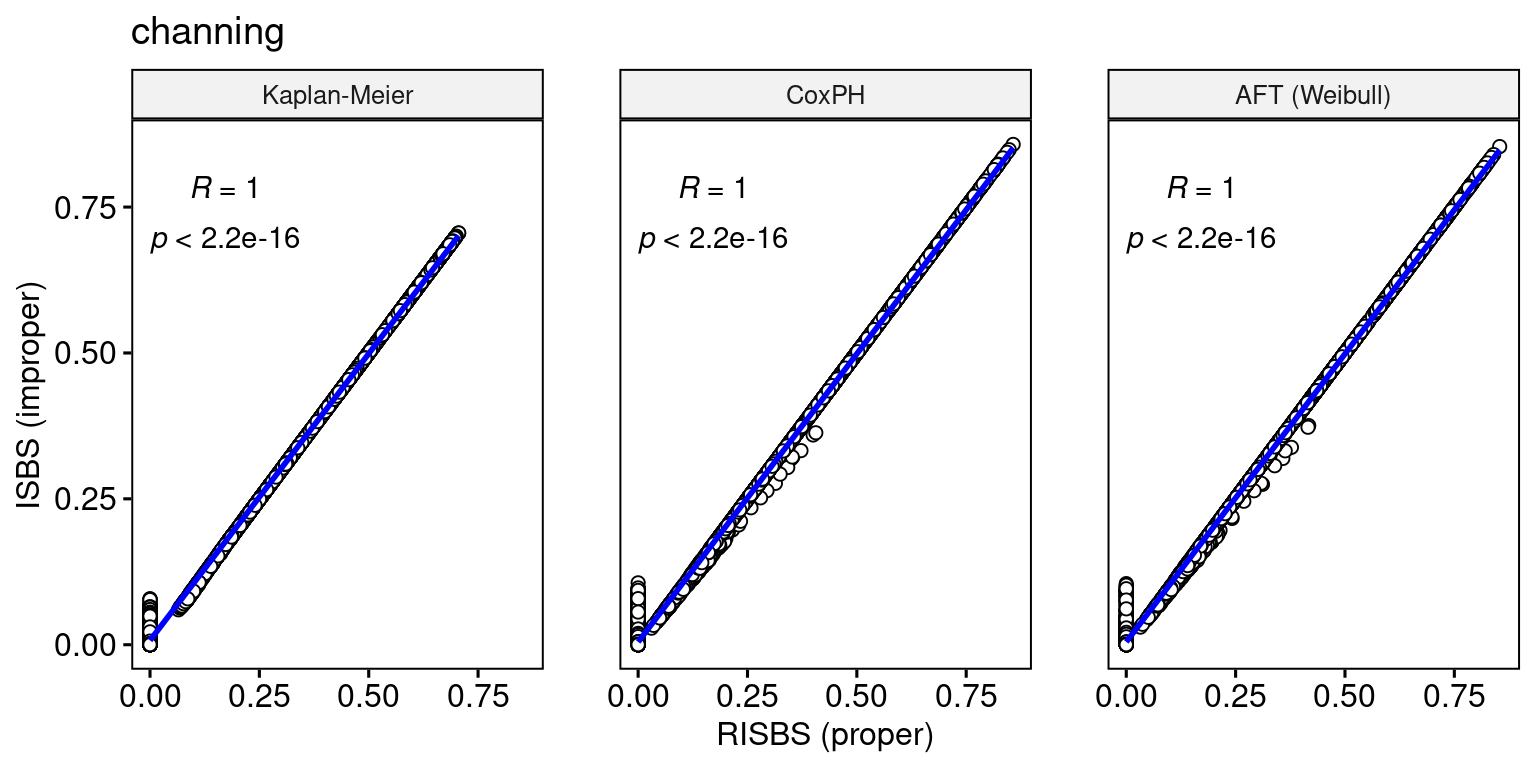 channing
Kaplan-Meier
CoxPH
AFT (Weibull)
R = 1
p < 2.2e-16
R = 1
p < 2.2e-16
R = 1
p < 2.2e-16
ISBS (improper)
0.75
0.50
0.25
0.00
0.00 0.25 0.50 0.75
0.00 0.25 0.50 0.75
0.00 0.25 0.50 0.75
RISBS (proper)